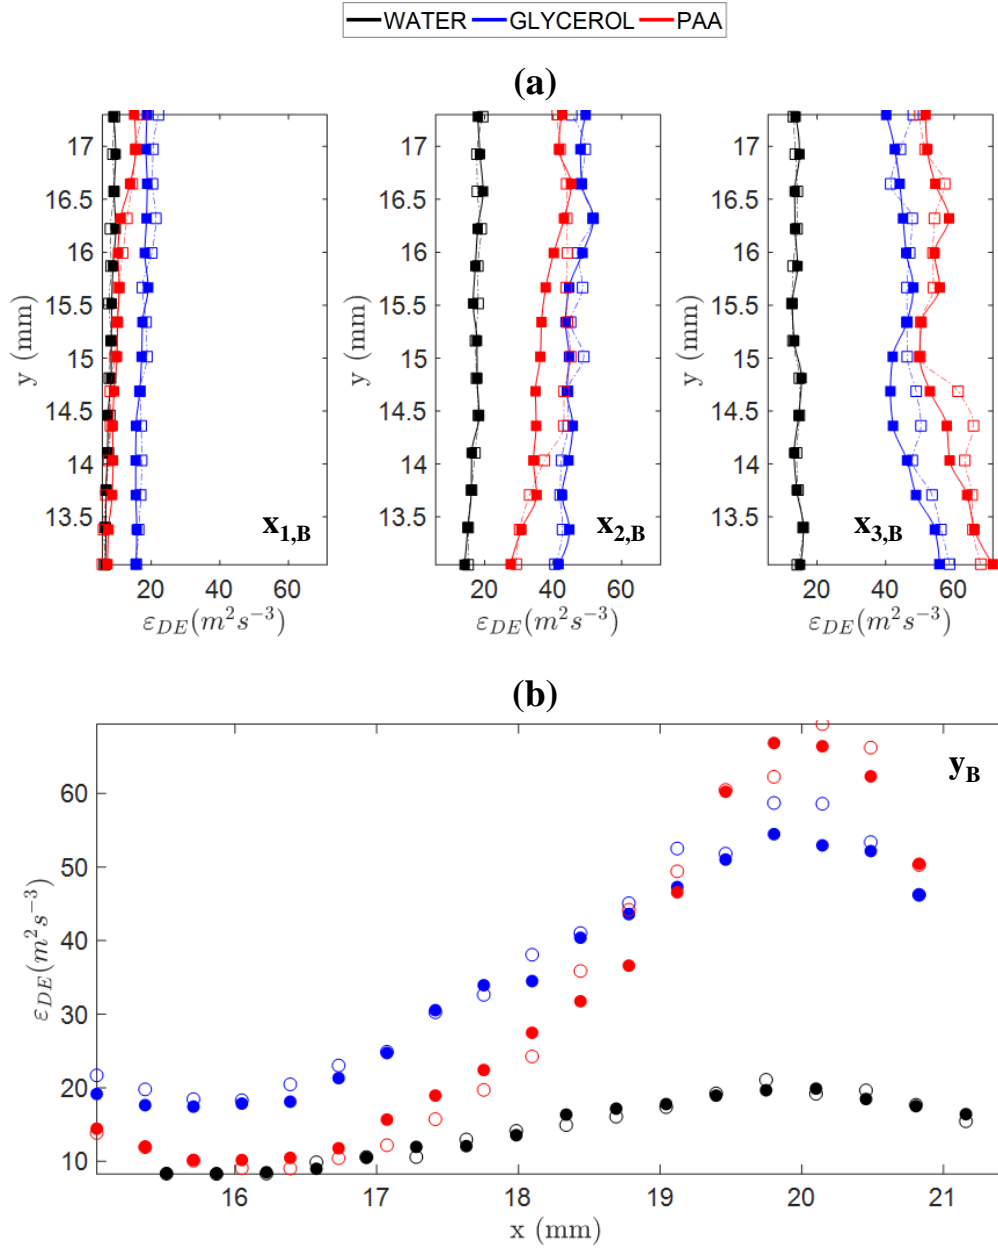 WATER GLYCEROL PAA
(a)
17
16.5
16
15.5
15
14.5
14
13.5
y (mm)
x1,B
20 40 60
εDE(m²s⁻³)
17
16.5
16
15.5
15
14.5
14
13.5
y (mm)
x2,B
20 40 60
εDE(m²s⁻³)
17
16.5
16
15.5
15
14.5
14
13.5
y (mm)
x3,B
20 40 60
εDE(m²s⁻³)
(b)
yB
60
50
40
30
20
10
εDE(m²s⁻³)
16 17 18 19 20 21
x (mm)